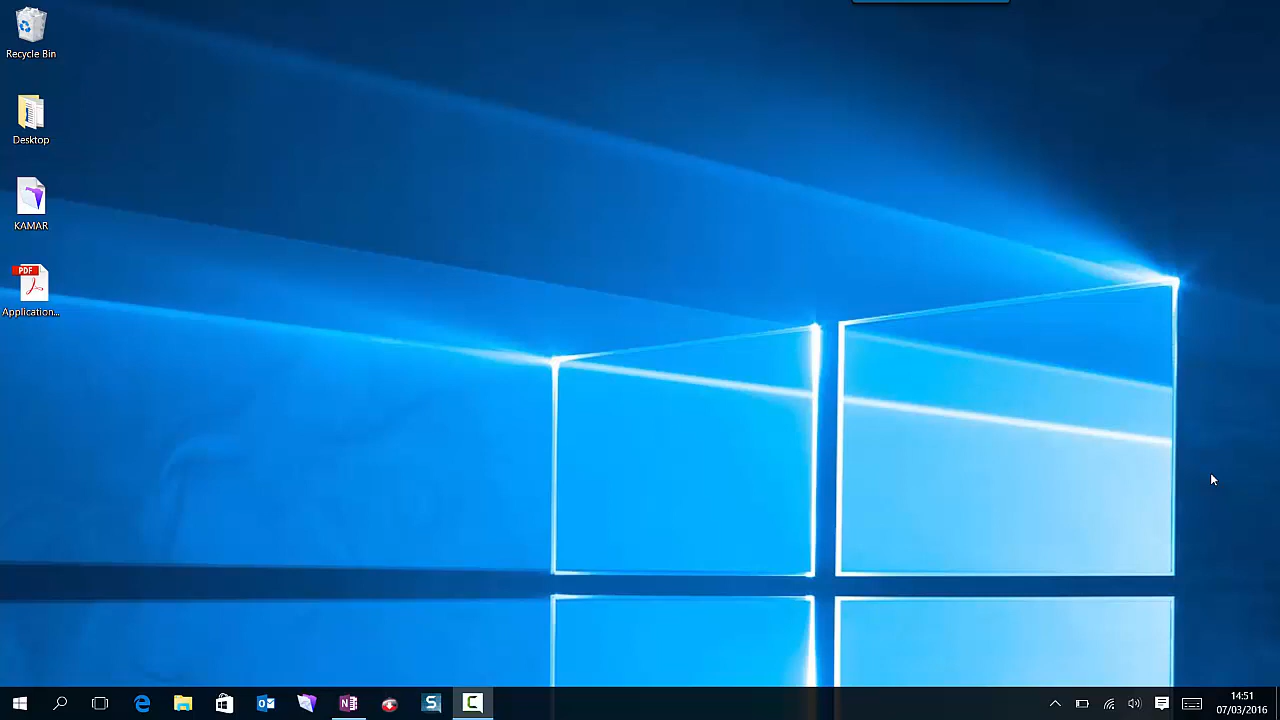 Recycle Bin
Desktop
PDF
KAMAR
Application...
14:51
07/03/2016